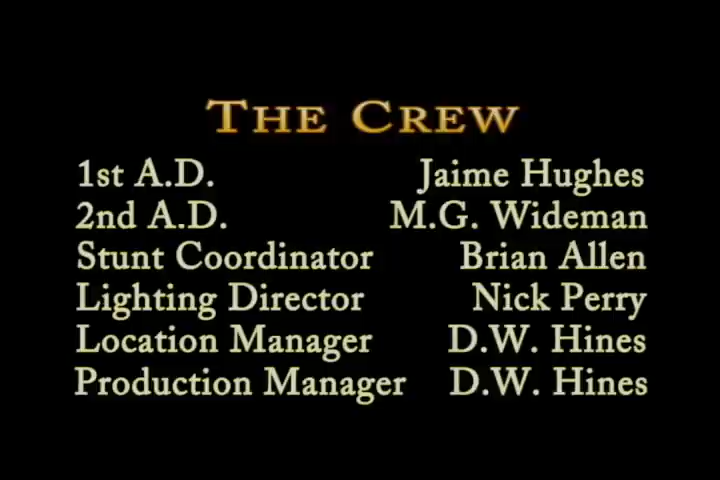 THE CREW
1st A.D. Jaime Hughes
2nd A.D. M.G. Wideman
Stunt Coordinator Brian Allen
Lighting Director Nick Perry
Location Manager D.W. Hines
Production Manager D.W. Hines